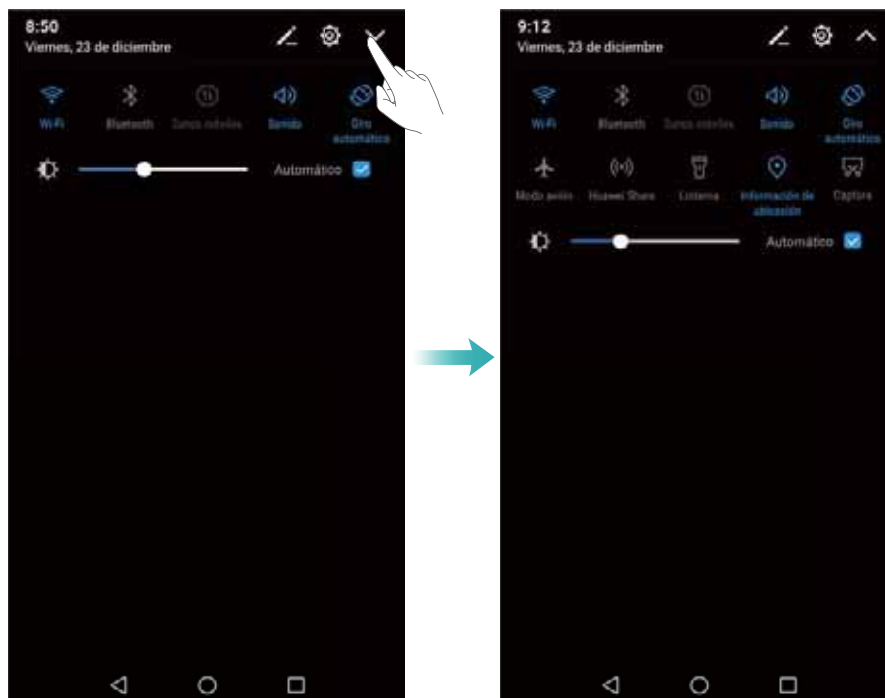 8:50
Viernes, 23 de diciembre
Wi-Fi
Bluetooth
Sonido
Giro
automático
Automático
9:12
Viernes, 23 de diciembre
Wi-Fi
Bluetooth
Sonido
Giro
automático
Modo avión
Huawei Share
Linterna
Información de
ubicación
Captura
Automático